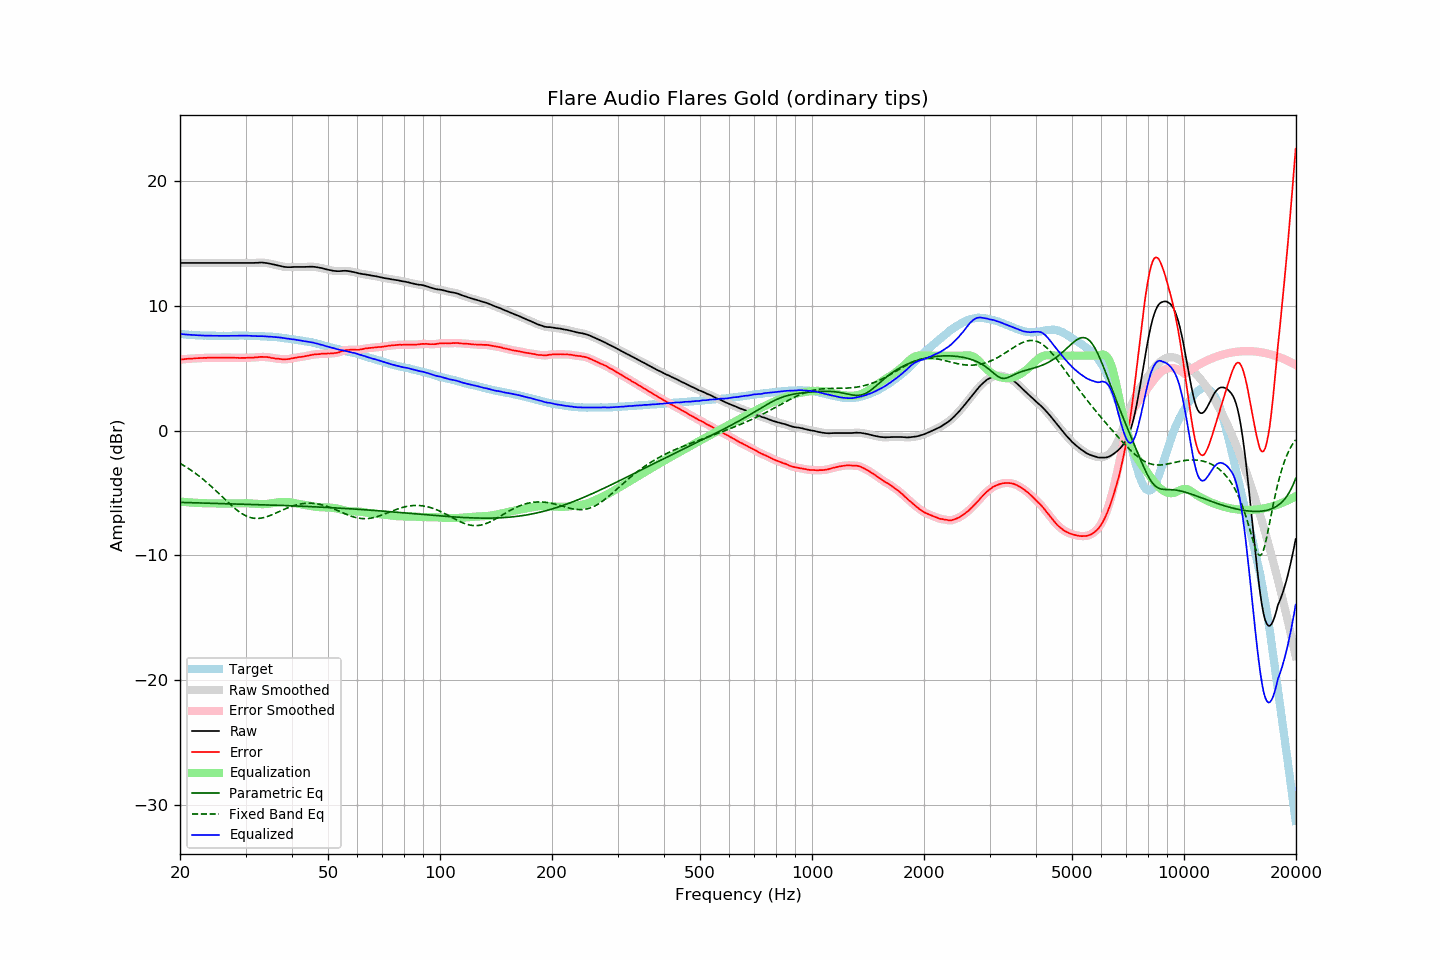 Flare Audio Flares Gold (ordinary tips)
20
10
0
−10
−20
−30
Amplitude (dBr)
Target
Raw Smoothed
Error Smoothed
Raw
Error
Equalization
Parametric Eq
Fixed Band Eq
Equalized
20 50 100 200 500 1000 2000 5000 10000 20000
Frequency (Hz)